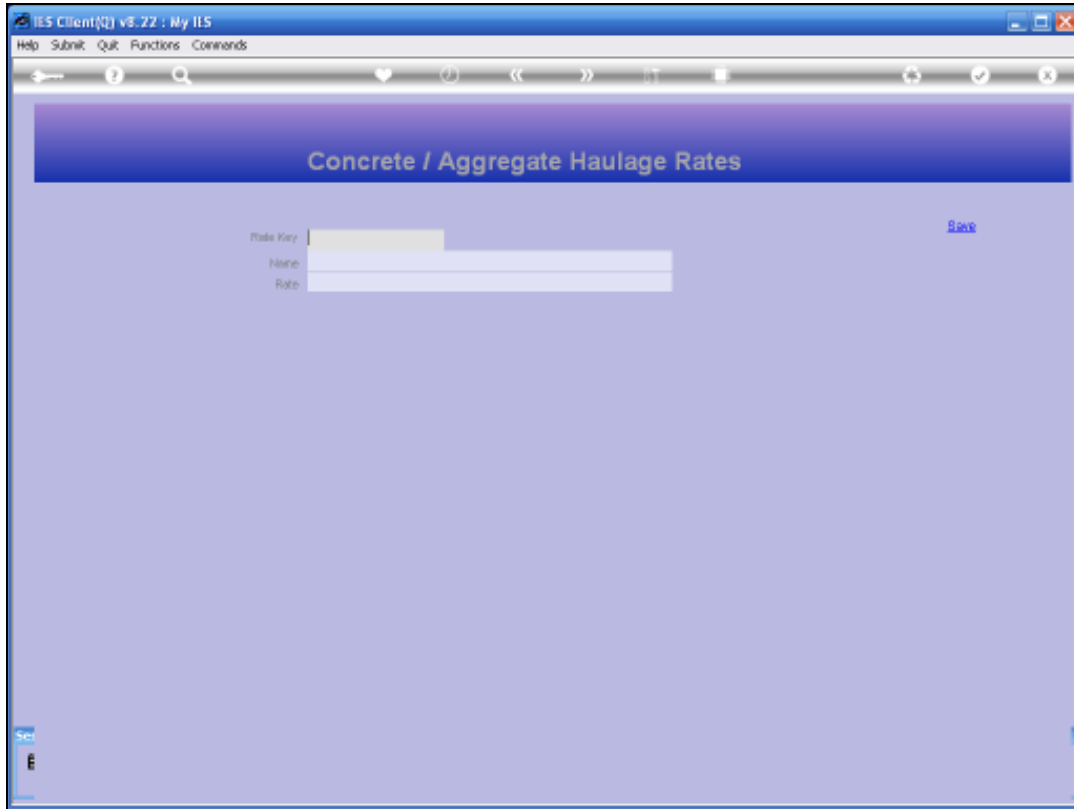 IES Client(Q) v8.22 : My IES
Help Submit Quit Functions Commands
Concrete / Aggregate Haulage Rates
Save
Rate Key
Name
Rate
Ser